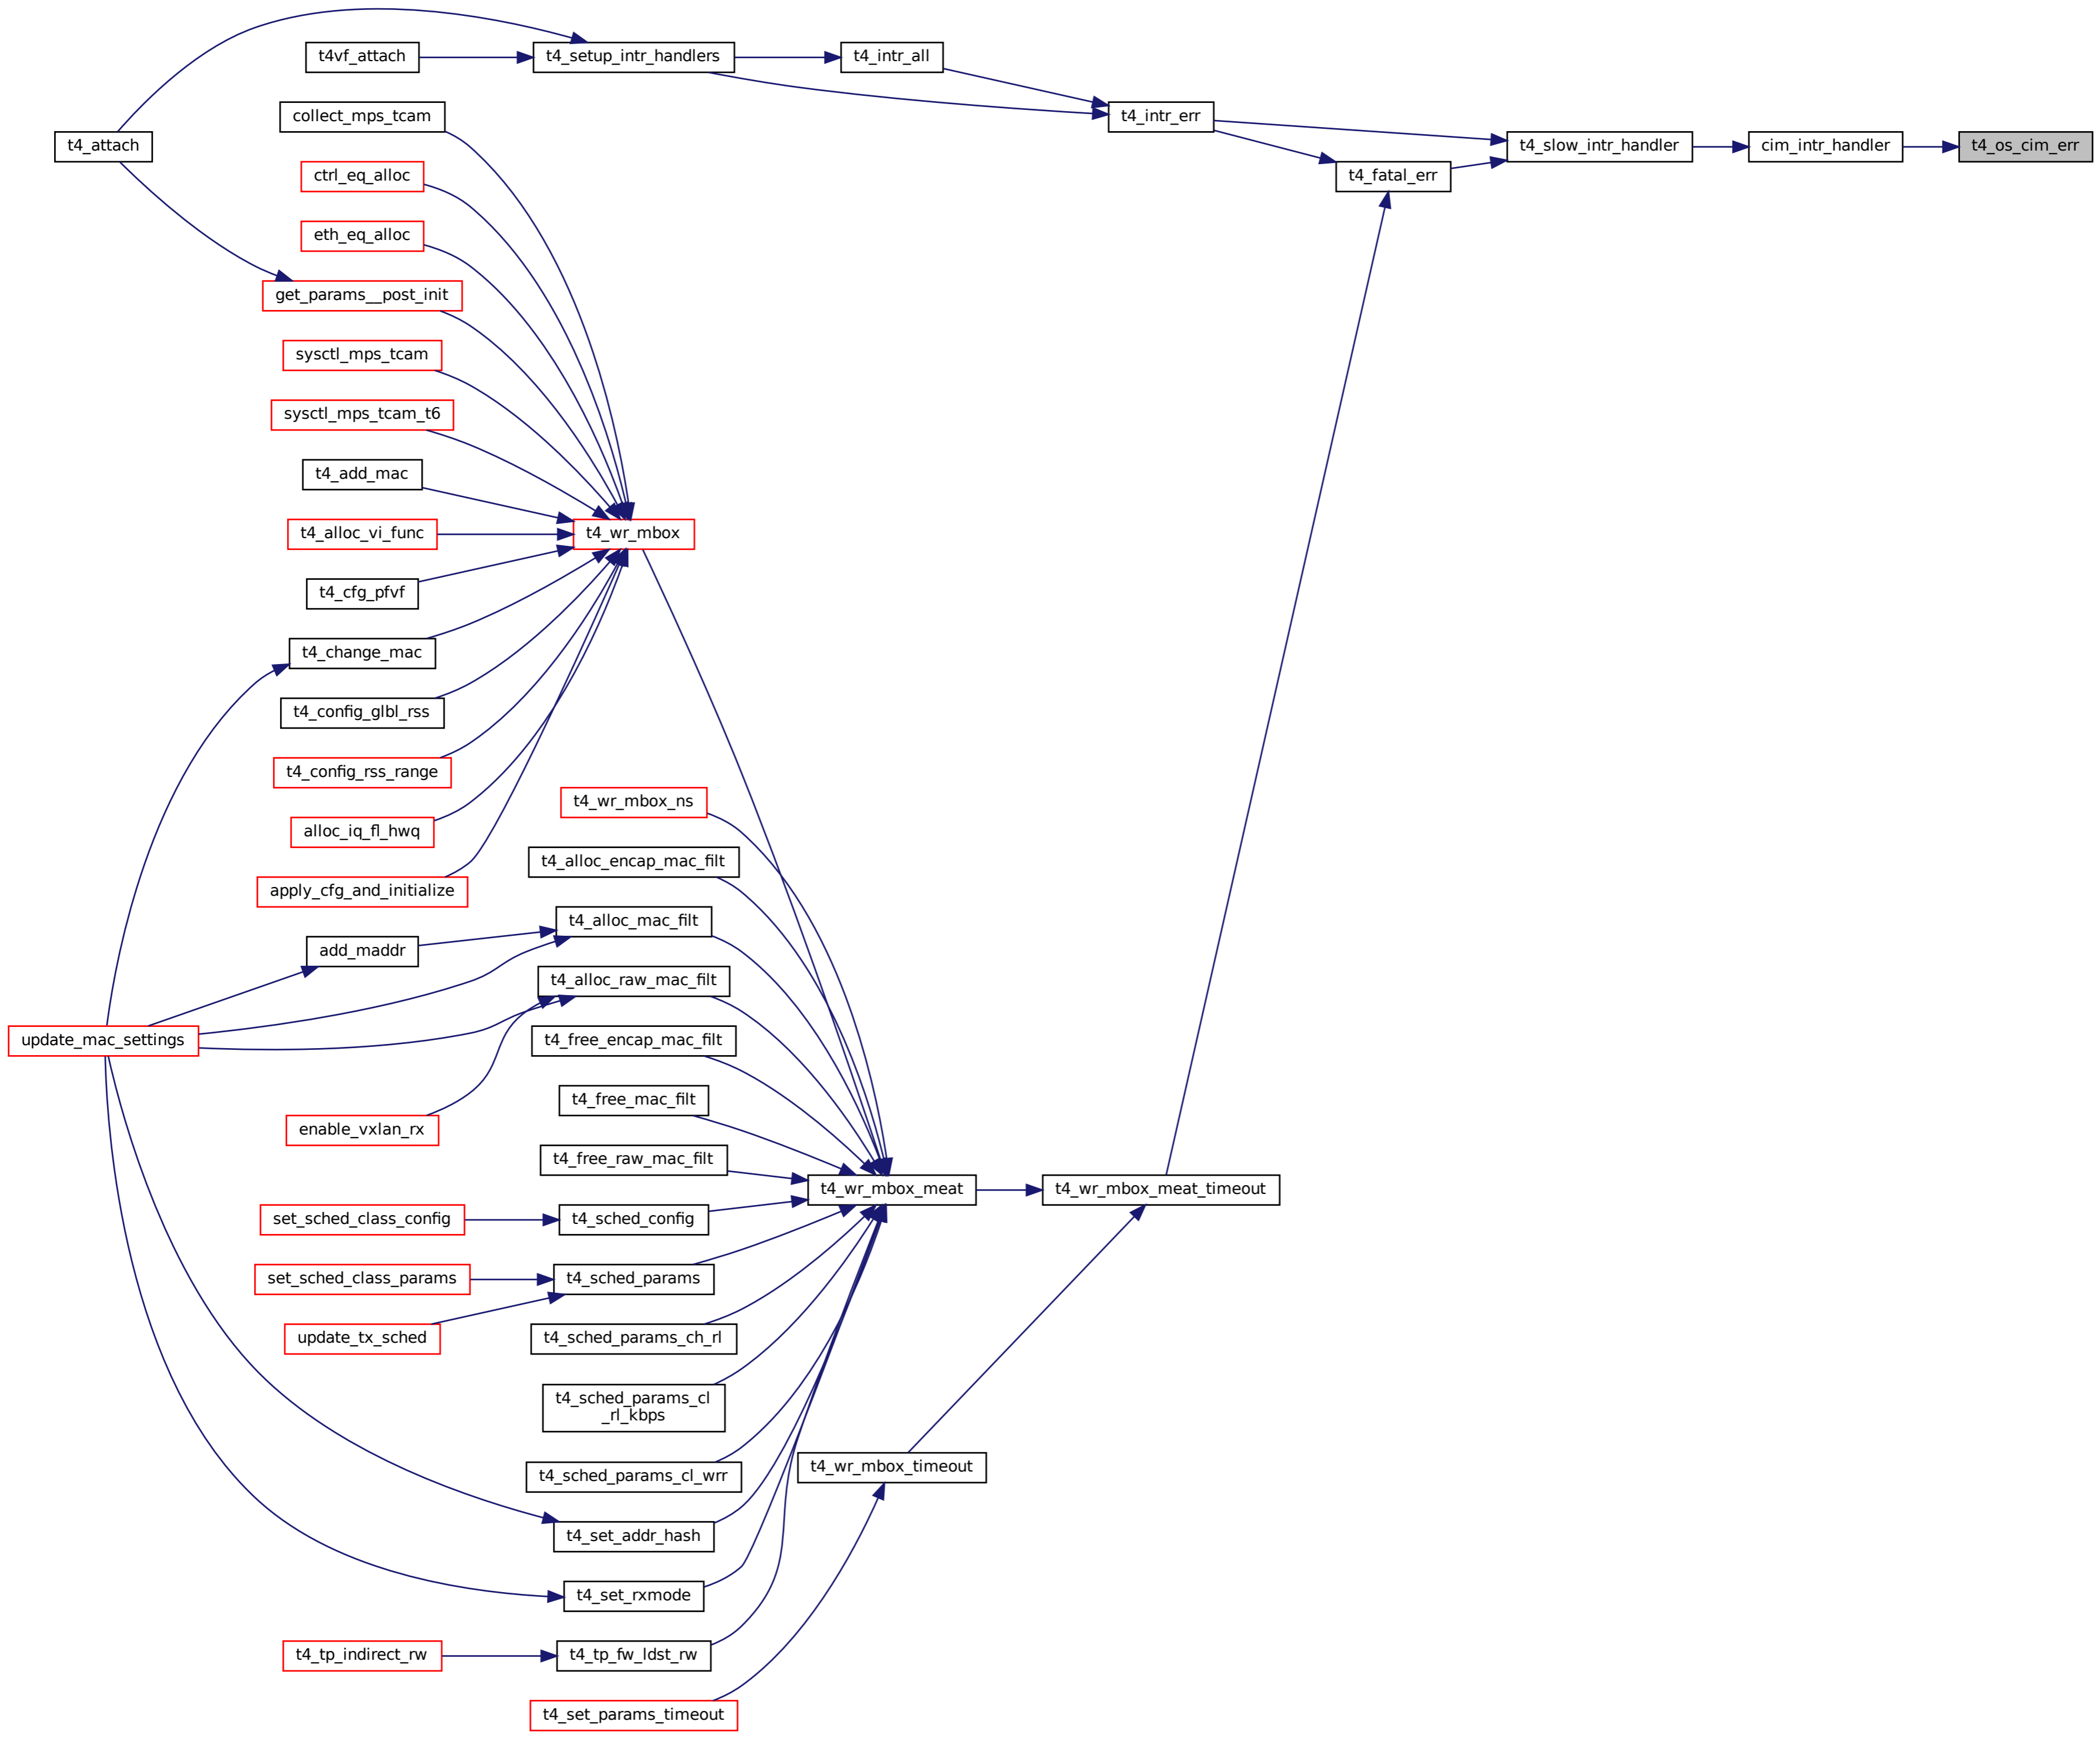 t4vf_attach
t4_setup_intr_handlers
t4_intr_all
collect_mps_tcam
t4_intr_err
t4_attach
t4_slow_intr_handler
cim_intr_handler
t4_os_cim_err
ctrl_eq_alloc
t4_fatal_err
eth_eq_alloc
get_params__post_init
sysctl_mps_tcam
sysctl_mps_tcam_t6
t4_add_mac
t4_alloc_vi_func
t4_wr_mbox
t4_cfg_pfvf
t4_change_mac
t4_config_glbl_rss
t4_config_rss_range
t4_wr_mbox_ns
alloc_iq_fl_hwq
t4_alloc_encap_mac_filt
apply_cfg_and_initialize
t4_alloc_mac_filt
add_maddr
t4_alloc_raw_mac_filt
update_mac_settings
t4_free_encap_mac_filt
t4_free_mac_filt
enable_vxlan_rx
t4_free_raw_mac_filt
t4_wr_mbox_meat
t4_wr_mbox_meat_timeout
set_sched_class_config
t4_sched_config
set_sched_class_params
t4_sched_params
update_tx_sched
t4_sched_params_ch_rl
t4_sched_params_cl
_rl_kbps
t4_wr_mbox_timeout
t4_sched_params_cl_wrr
t4_set_addr_hash
t4_set_rxmode
t4_tp_indirect_rw
t4_tp_fw_ldst_rw
t4_set_params_timeout